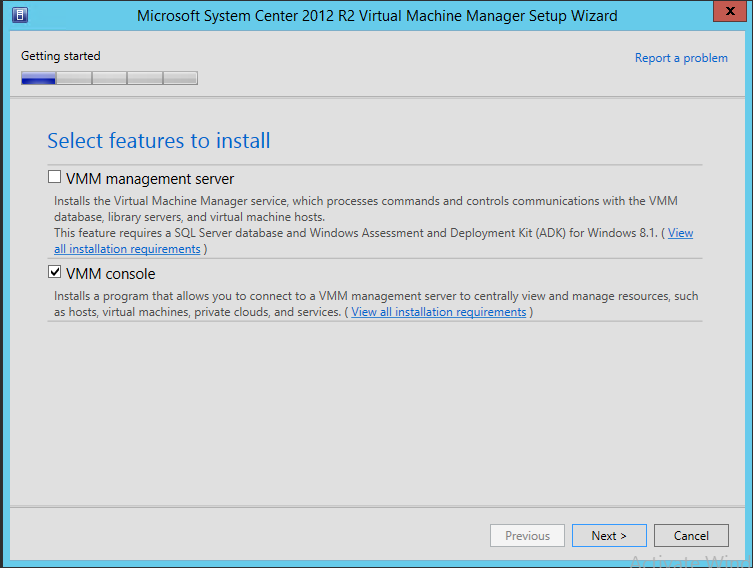 Microsoft System Center 2012 R2 Virtual Machine Manager Setup Wizard
x
Getting started
Report a problem
Select features to install
VMM management server
Installs the Virtual Machine Manager service, which processes commands and controls communications with the VMM
database, library servers, and virtual machine hosts.
This feature requires a SQL Server database and Windows Assessment and Deployment Kit (ADK) for Windows 8.1. ( View
all installation requirements )
VMM console
Installs a program that allows you to connect to a VMM management server to centrally view and manage resources, such
as hosts, virtual machines, private clouds, and services. ( View all installation requirements )
Previous
Next >
Cancel